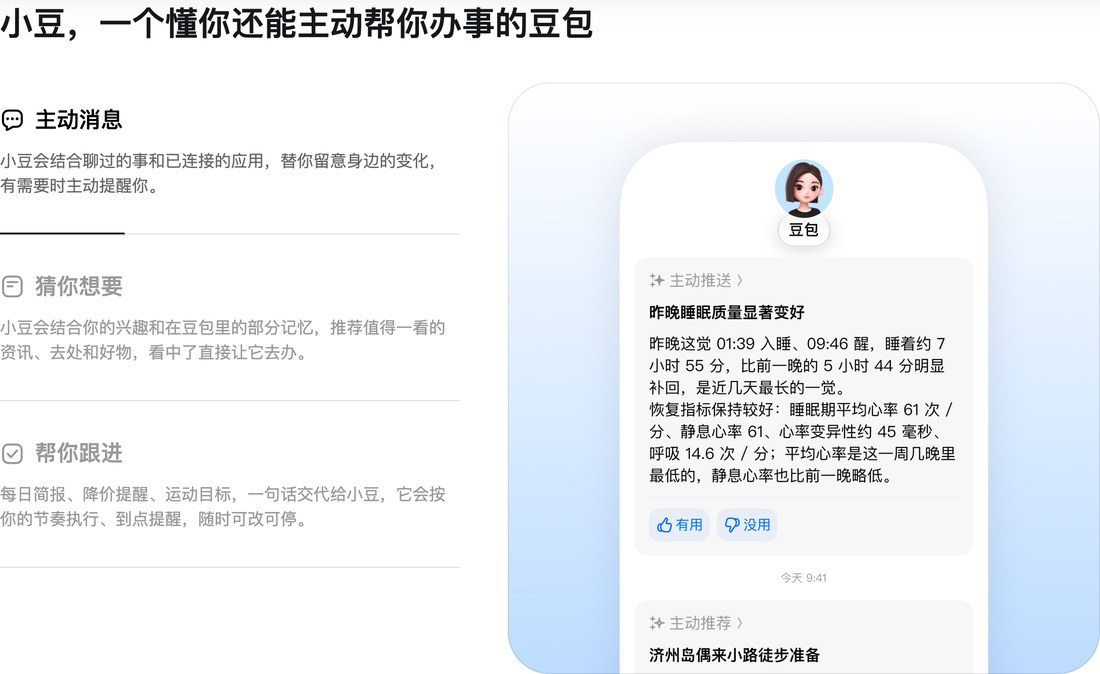 小豆，一个懂你还能主动帮你办事的豆包
主动消息
小豆会结合聊过的事和已连接的应用，替你留意身边的变化，
有需要时主动提醒你。
猜你想要
小豆会结合你的兴趣和在豆包里的部分记忆，推荐值得一看的
资讯、去处和好物，看中了直接让它去办。
帮你跟进
每日简报、降价提醒、运动目标，一句话交代给小豆，它会按
你的节奏执行、到点提醒，随时可改可停。
豆包
主动推送 〉
昨晚睡眠质量显著变好
昨晚这觉 01:39 入睡、09:46 醒，睡着约 7
小时 55 分，比前一晚的 5 小时 44 分明显
补回，是近几天最长的一觉。
恢复指标保持较好：睡眠期平均心率 61 次 /
分、静息心率 61、心率变异性约 45 毫秒、
呼吸 14.6 次 / 分；平均心率是这一周几晚里
最低的，静息心率也比前一晚略低。
有用 没用
今天 9:41
主动推荐 〉
济州岛偶来小路徒步准备